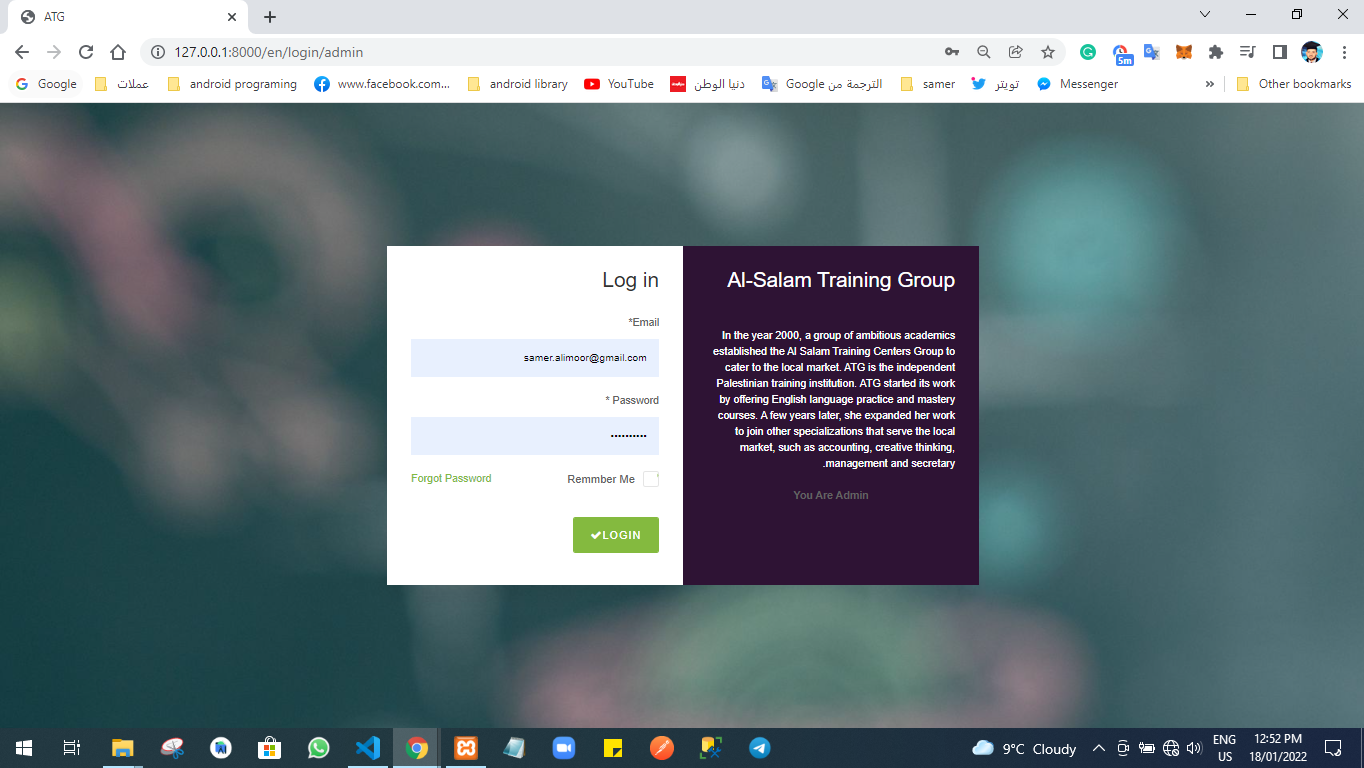 ATG
127.0.0.1:8000/en/login/admin
5m
Google
عملات
android programing
www.facebook.com...
android library
YouTube
دنيا الوطن
الترجمة من Google
samer
تويتر
Messenger
»
Other bookmarks
Log in
*Email
samer.alimoor@gmail.com
* Password
••••••••••
Forgot Password
Remmber Me
LOGIN
Al-Salam Training Group
In the year 2000, a group of ambitious academics
established the Al Salam Training Centers Group to
cater to the local market. ATG is the independent
Palestinian training institution. ATG started its work
by offering English language practice and mastery
courses. A few years later, she expanded her work
to join other specializations that serve the local
market, such as accounting, creative thinking,
.management and secretary
You Are Admin
9°C Cloudy
ENG
US
12:52 PM
18/01/2022